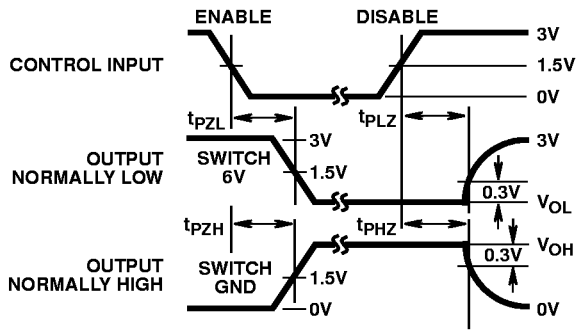 ENABLE DISABLE
CONTROL INPUT
3V
1.5V
0V
tPZL tPLZ
OUTPUT
NORMALLY LOW
SWITCH
6V
3V
1.5V
3V
0.3V
VOL
tPZH tPHZ
OUTPUT
NORMALLY HIGH
SWITCH
GND
1.5V
0V
VOH
0.3V
0V